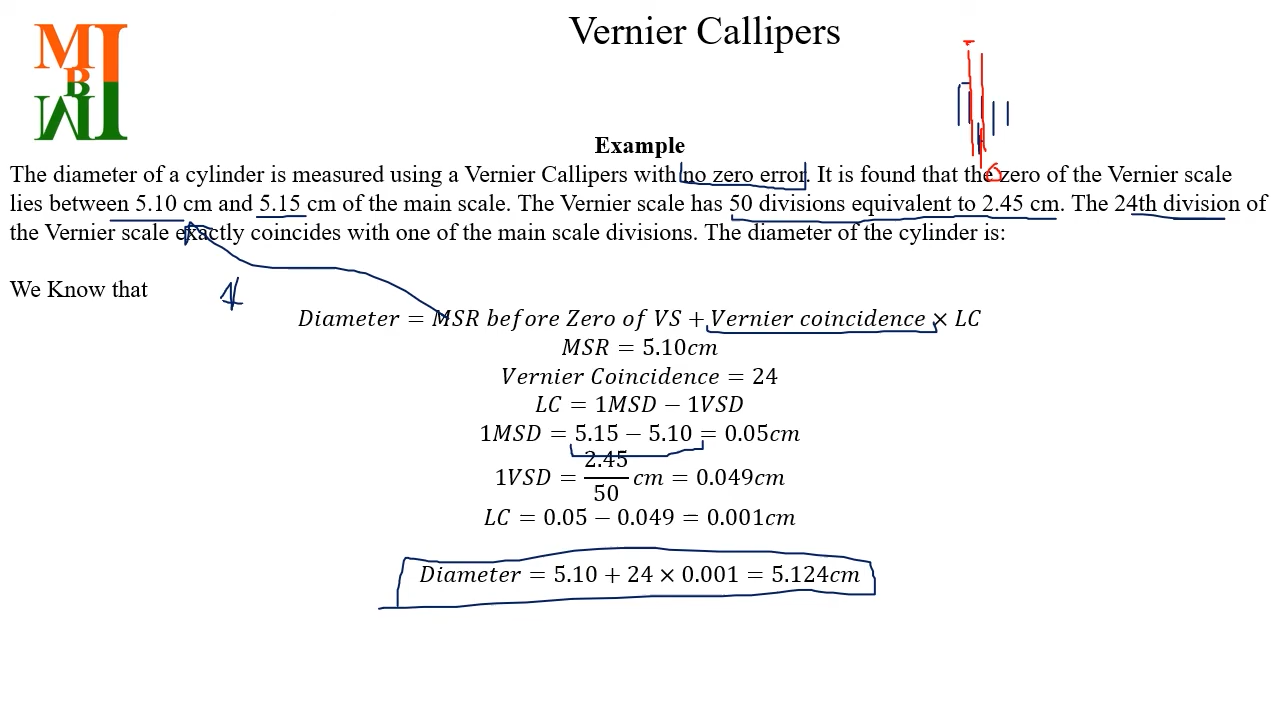 Vernier Callipers
MI
B
MI
Example
The diameter of a cylinder is measured using a Vernier Callipers with no zero error. It is found that the zero of the Vernier scale
lies between 5.10 cm and 5.15 cm of the main scale. The Vernier scale has 50 divisions equivalent to 2.45 cm. The 24th division of
the Vernier scale exactly coincides with one of the main scale divisions. The diameter of the cylinder is:
We Know that
Diameter = MSR before Zero of VS + Vernier coincidence × LC
MSR = 5.10cm
Vernier Coincidence = 24
LC = 1MSD − 1VSD
1MSD = 5.15 − 5.10 = 0.05cm
1VSD = 2.45/50 cm = 0.049cm
LC = 0.05 − 0.049 = 0.001cm
Diameter = 5.10 + 24 × 0.001 = 5.124cm